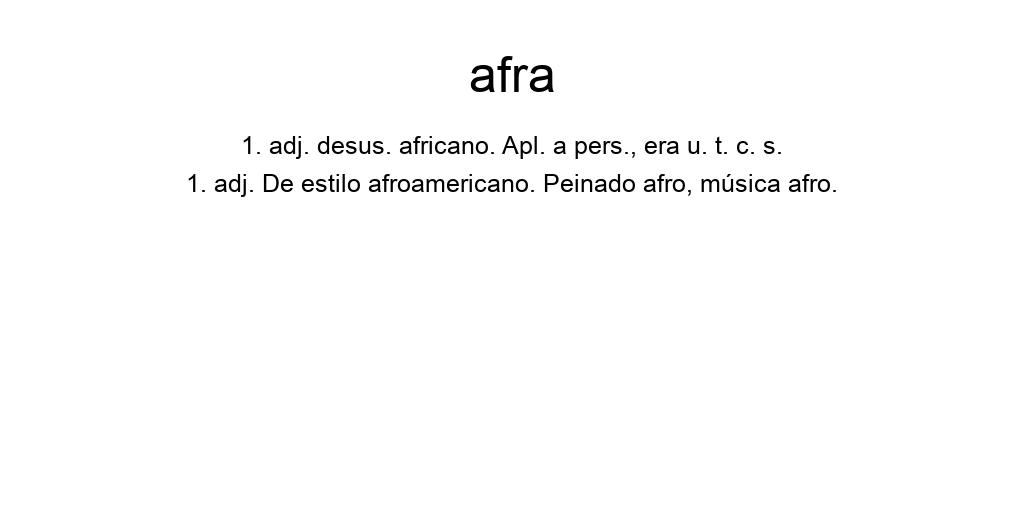 afra
1. adj. desus. africano. Apl. a pers., era u. t. c. s.
1. adj. De estilo afroamericano. Peinado afro, música afro.